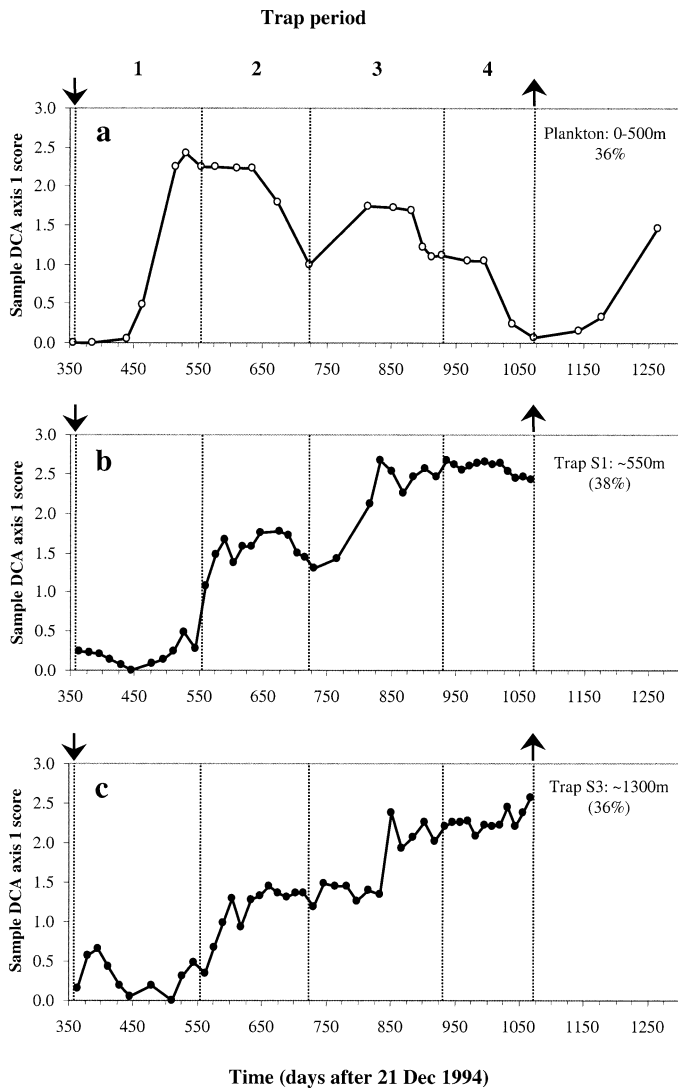 Trap period
1 2 3 4
a
Plankton: 0-500m
36%
Sample DCA axis 1 score
3.0
2.5
2.0
1.5
1.0
0.5
0.0
350 450 550 650 750 850 950 1050 1150 1250
b
Trap S1: ~550m
(38%)
Sample DCA axis 1 score
3.0
2.5
2.0
1.5
1.0
0.5
0.0
350 450 550 650 750 850 950 1050 1150 1250
c
Trap S3: ~1300m
(36%)
Sample DCA axis 1 score
3.0
2.5
2.0
1.5
1.0
0.5
0.0
350 450 550 650 750 850 950 1050 1150 1250
Time (days after 21 Dec 1994)